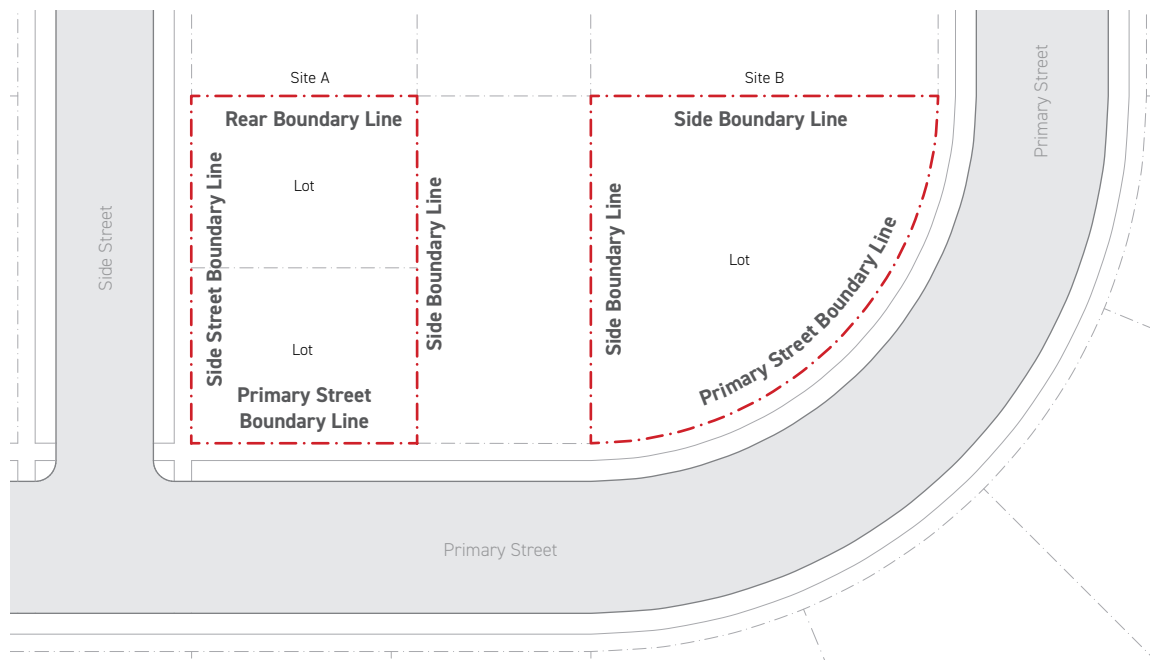 Site A
Site B
Primary Street
Rear Boundary Line
Side Boundary Line
Lot
Side Street Boundary Line
Side Boundary Line
Side Boundary Line
Side Street
Lot
Primary Street Boundary Line
Lot
Primary Street
Boundary Line
Primary Street